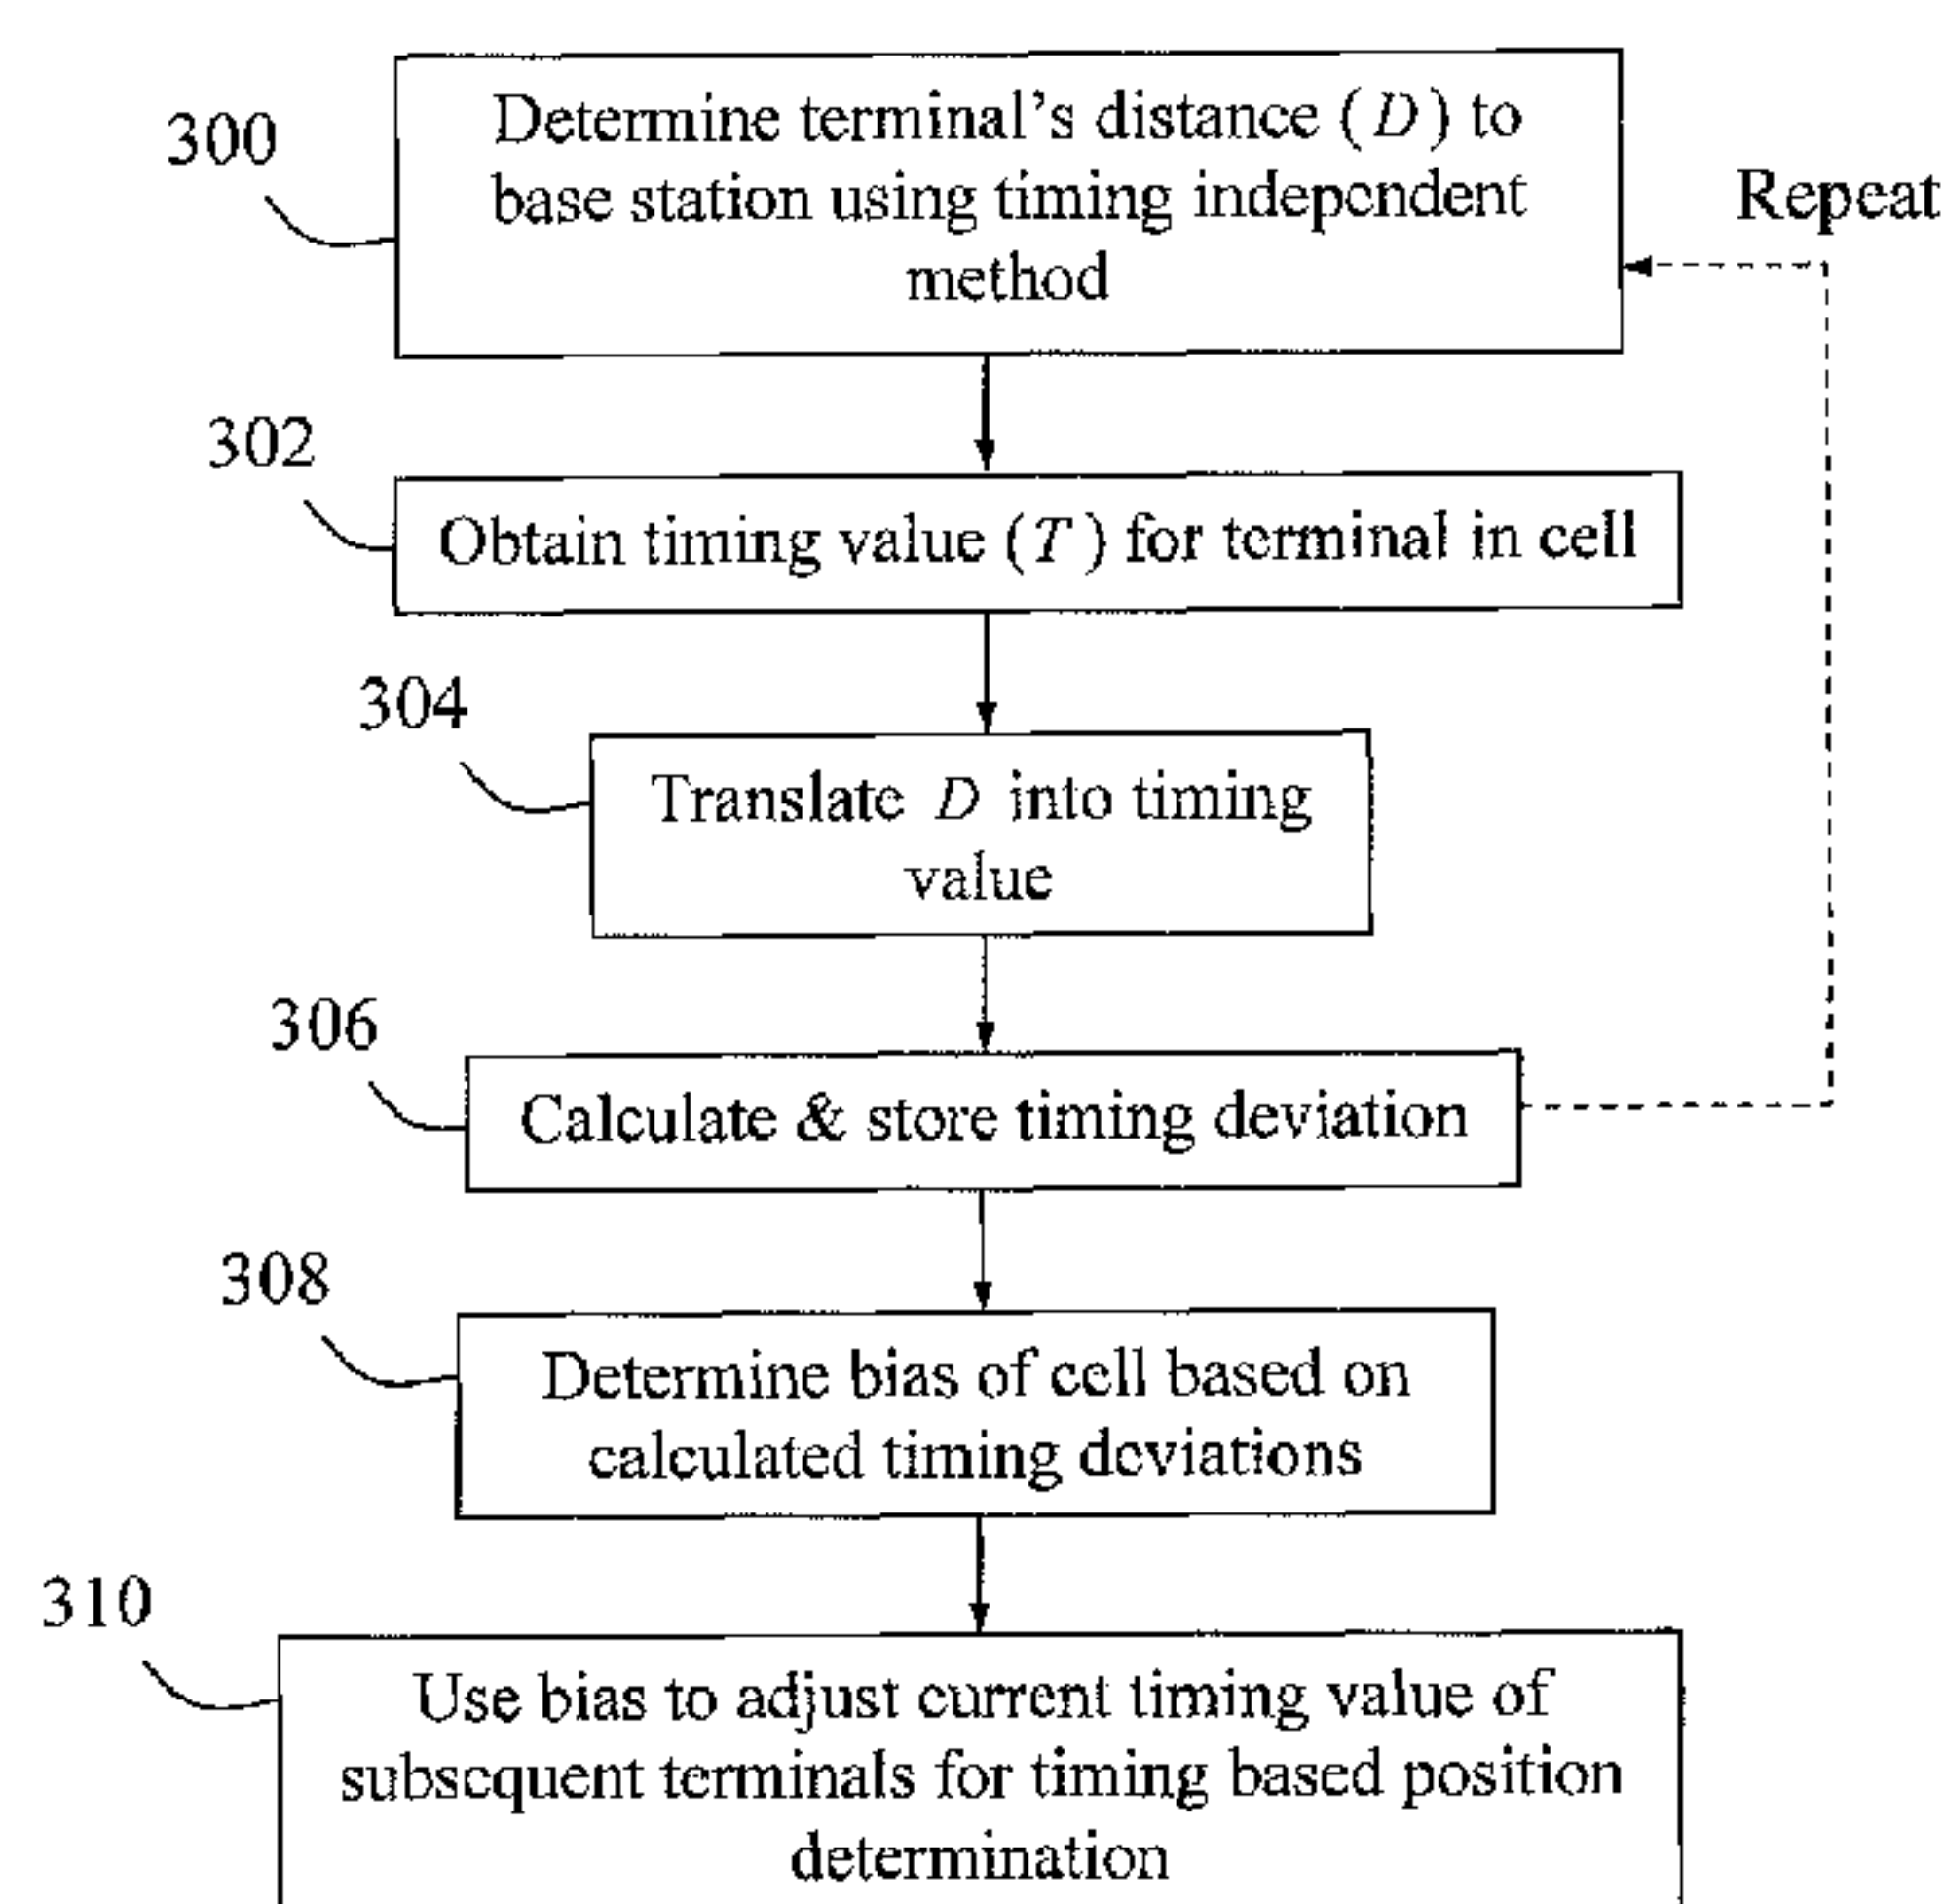 300
Determine terminal's distance (D) to
base station using timing independent
method
Repeat
302
Obtain timing value (T) for terminal in cell
304
Translate D into timing
value
306
Calculate & store timing deviation
308
Determine bias of cell based on
calculated timing deviations
310
Use bias to adjust current timing value of
subsequent terminals for timing based position
determination